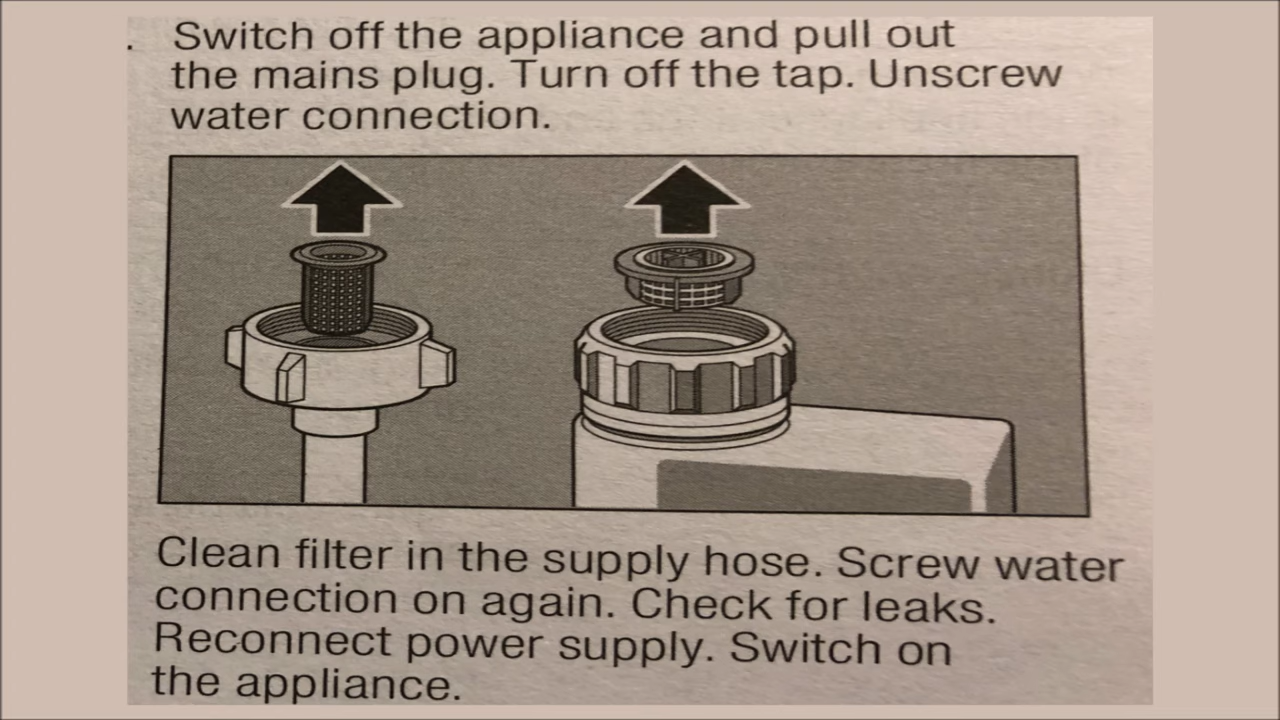 . Switch off the appliance and pull out
the mains plug. Turn off the tap. Unscrew
water connection.
Clean filter in the supply hose. Screw water
connection on again. Check for leaks.
Reconnect power supply. Switch on
the appliance.